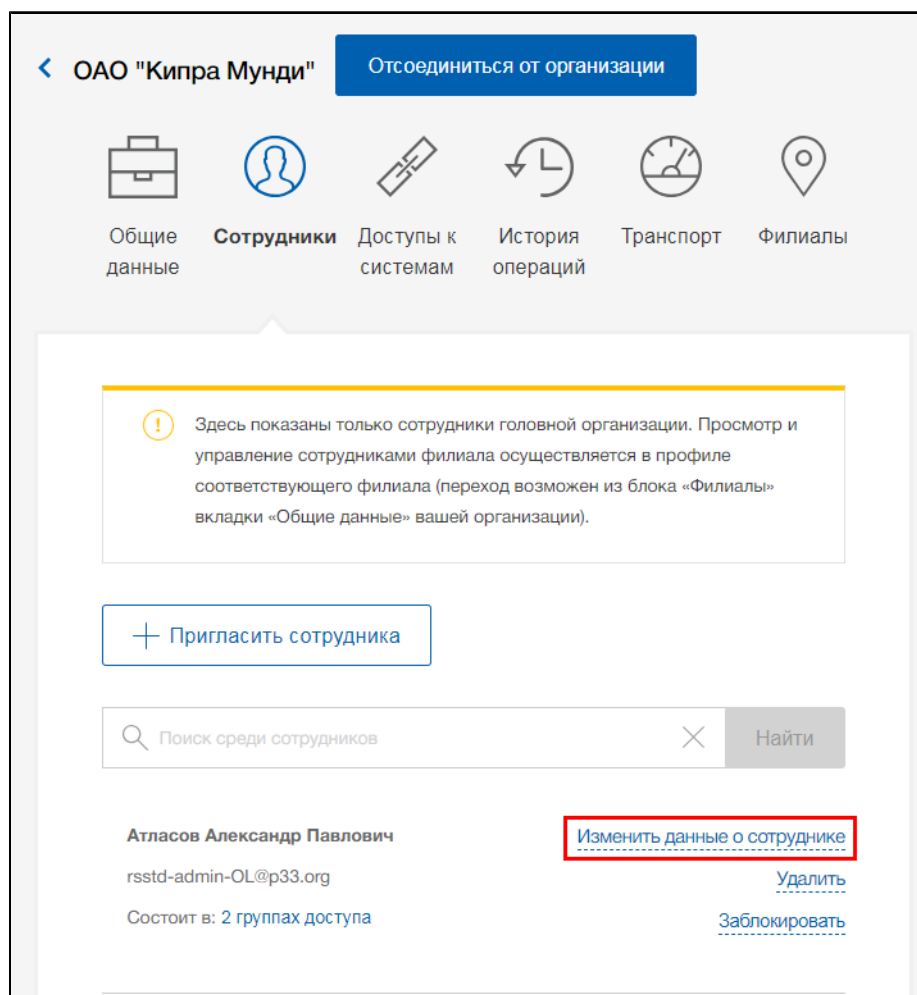 ОАО "Кипра Мунди"
Отсоединиться от организации
Общие данные
Сотрудники
Доступы к системам
История операций
Транспорт
Филиалы
Здесь показаны только сотрудники головной организации. Просмотр и
управление сотрудниками филиала осуществляется в профиле
соответствующего филиала (переход возможен из блока «Филиалы»
вкладки «Общие данные» вашей организации).
Пригласить сотрудника
Поиск среди сотрудников
Найти
Атласов Александр Павлович
Изменить данные о сотруднике
rsstd-admin-OL@p33.org
Удалить
Состоит в: 2 группах доступа
Заблокировать